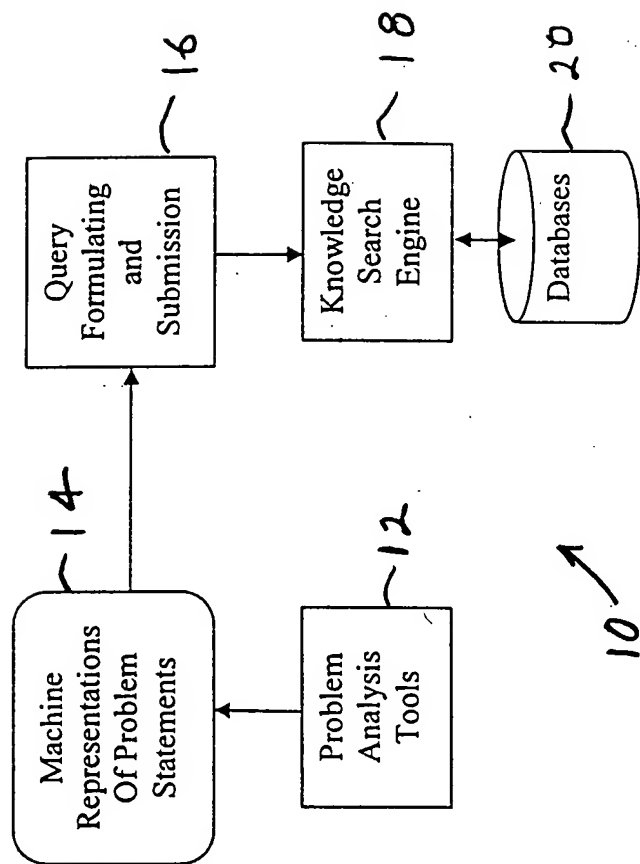 Machine
Representations
Of Problem
Statements
14
Query
Formulating
and
Submission
16
Problem
Analysis
Tools
12
Knowledge
Search
Engine
18
Databases
20
10